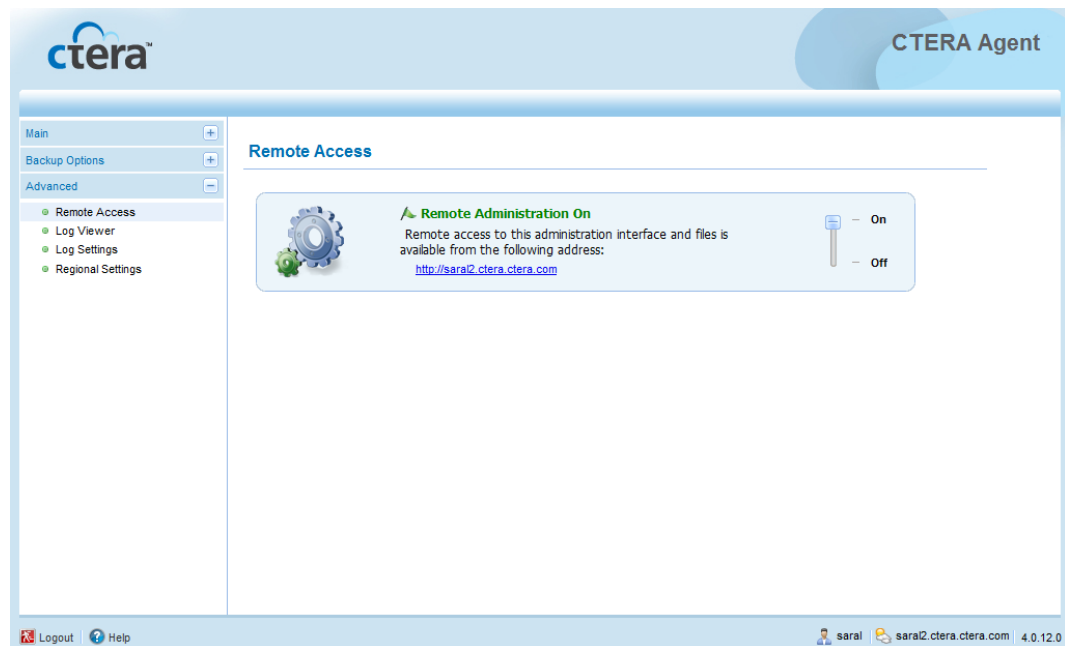 ctera™
CTERA Agent
Main
Backup Options
Advanced
Remote Access
Log Viewer
Log Settings
Regional Settings
Remote Access
Remote Administration On
Remote access to this administration interface and files is
available from the following address:
http://saral2.ctera.ctera.com
On
Off
Logout
Help
saral
saral2.ctera.ctera.com
4.0.12.0